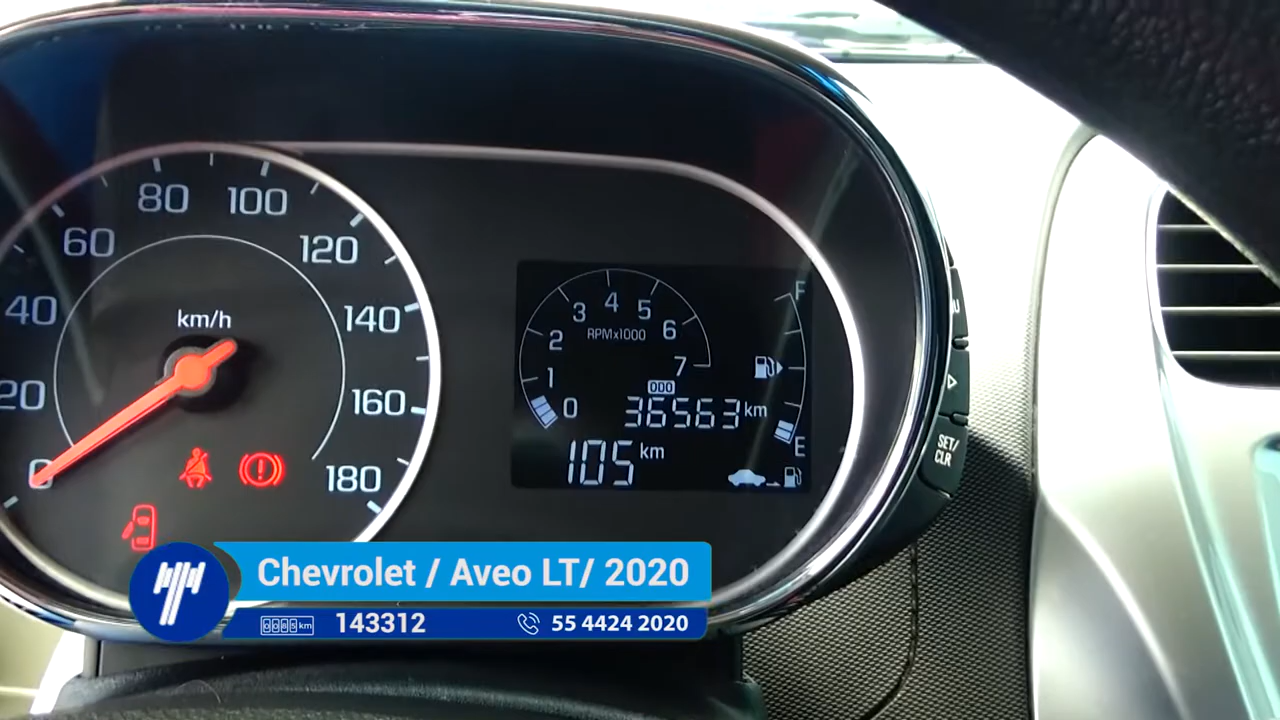 80 100
60 120
40 km/h 140
20 160
0 180
4
3 5
2 RPMx1000 6
1 7
0
ODO
36563 km
105 km
F
E
SET/
CLR
Chevrolet / Aveo LT/ 2020
km 143312 55 4424 2020